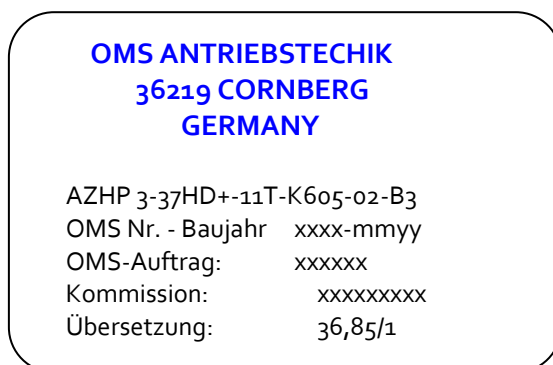 OMS ANTRIEBSTECHIK
36219 CORNBERG
GERMANY
AZHP 3-37HD+-11T-K605-02-B3
OMS Nr. - Baujahr xxxx-mmyy
OMS-Auftrag: xxxxxx
Kommission: xxxxxxxxx
Übersetzung: 36,85/1